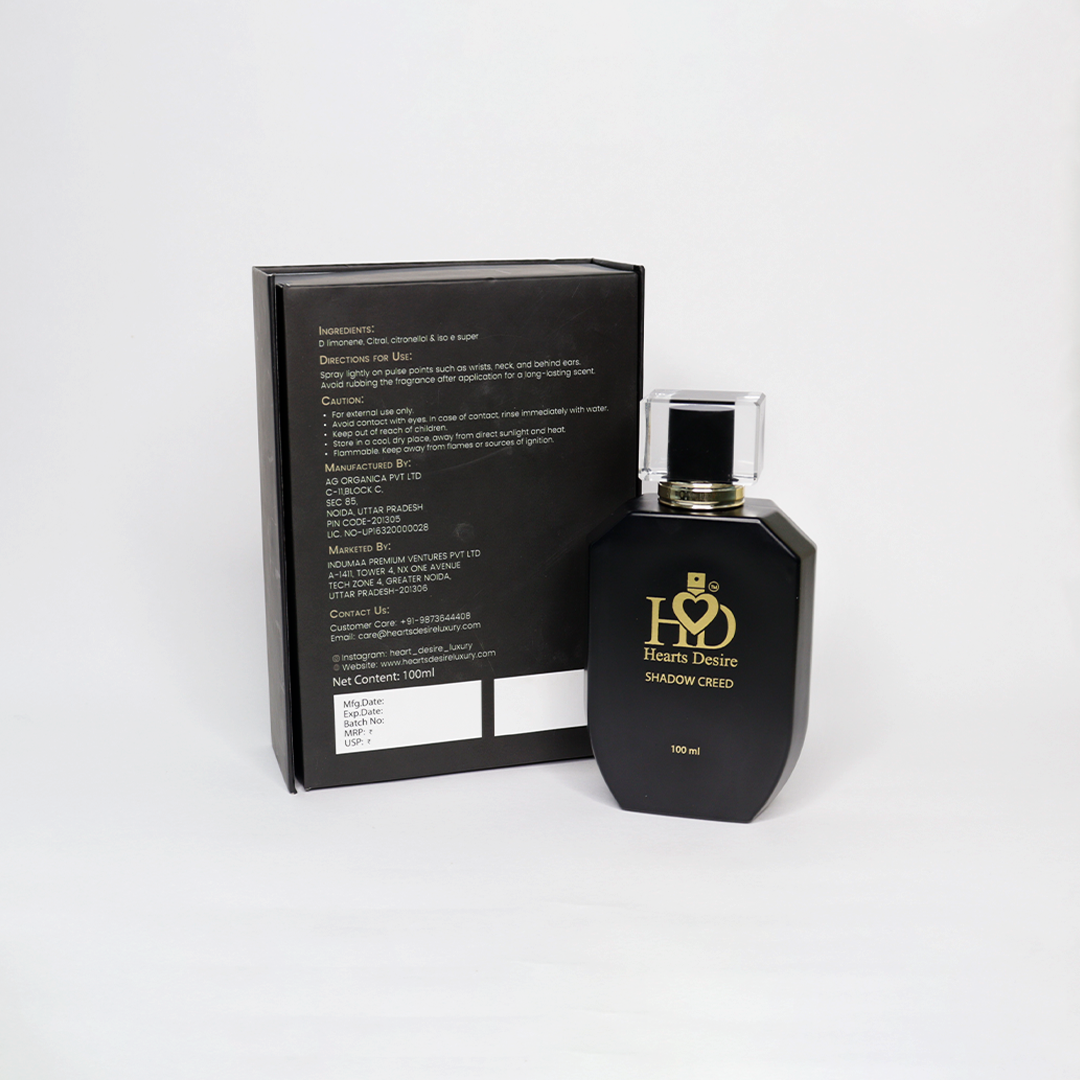 INGREDIENTS:
D limonene, Citral, citronellol & iso e super
DIRECTIONS FOR USE:
Spray lightly on pulse points such as wrists, neck, and behind ears.
Avoid rubbing the fragrance after application for a long-lasting scent.
CAUTION:
• For external use only.
• Avoid contact with eyes. In case of contact, rinse immediately with water.
• Keep out of reach of children.
• Store in a cool, dry place, away from direct sunlight and heat.
• Flammable. Keep away from flames or sources of ignition.
MANUFACTURED BY:
AG ORGANICA PVT LTD
C-11,BLOCK C,
SEC 85,
NOIDA, UTTAR PRADESH
PIN CODE-201305
LIC. NO-UP16320000028
MARKETED BY:
INDUMAA PREMIUM VENTURES PVT LTD
A-1411, TOWER 4, NX ONE AVENUE
TECH ZONE 4, GREATER NOIDA,
UTTAR PRADESH-201306
CONTACT US:
Customer Care: +91-9873644408
Email: care@heartsdesireluxury.com
Instagram: heart_desire_luxury
Website: www.heartsdesireluxury.com
Net Content: 100ml
Mfg.Date:
Exp.Date:
Batch No:
MRP: ₹
USP: ₹
HD TM
Hearts Desire
SHADOW CREED
100 ml